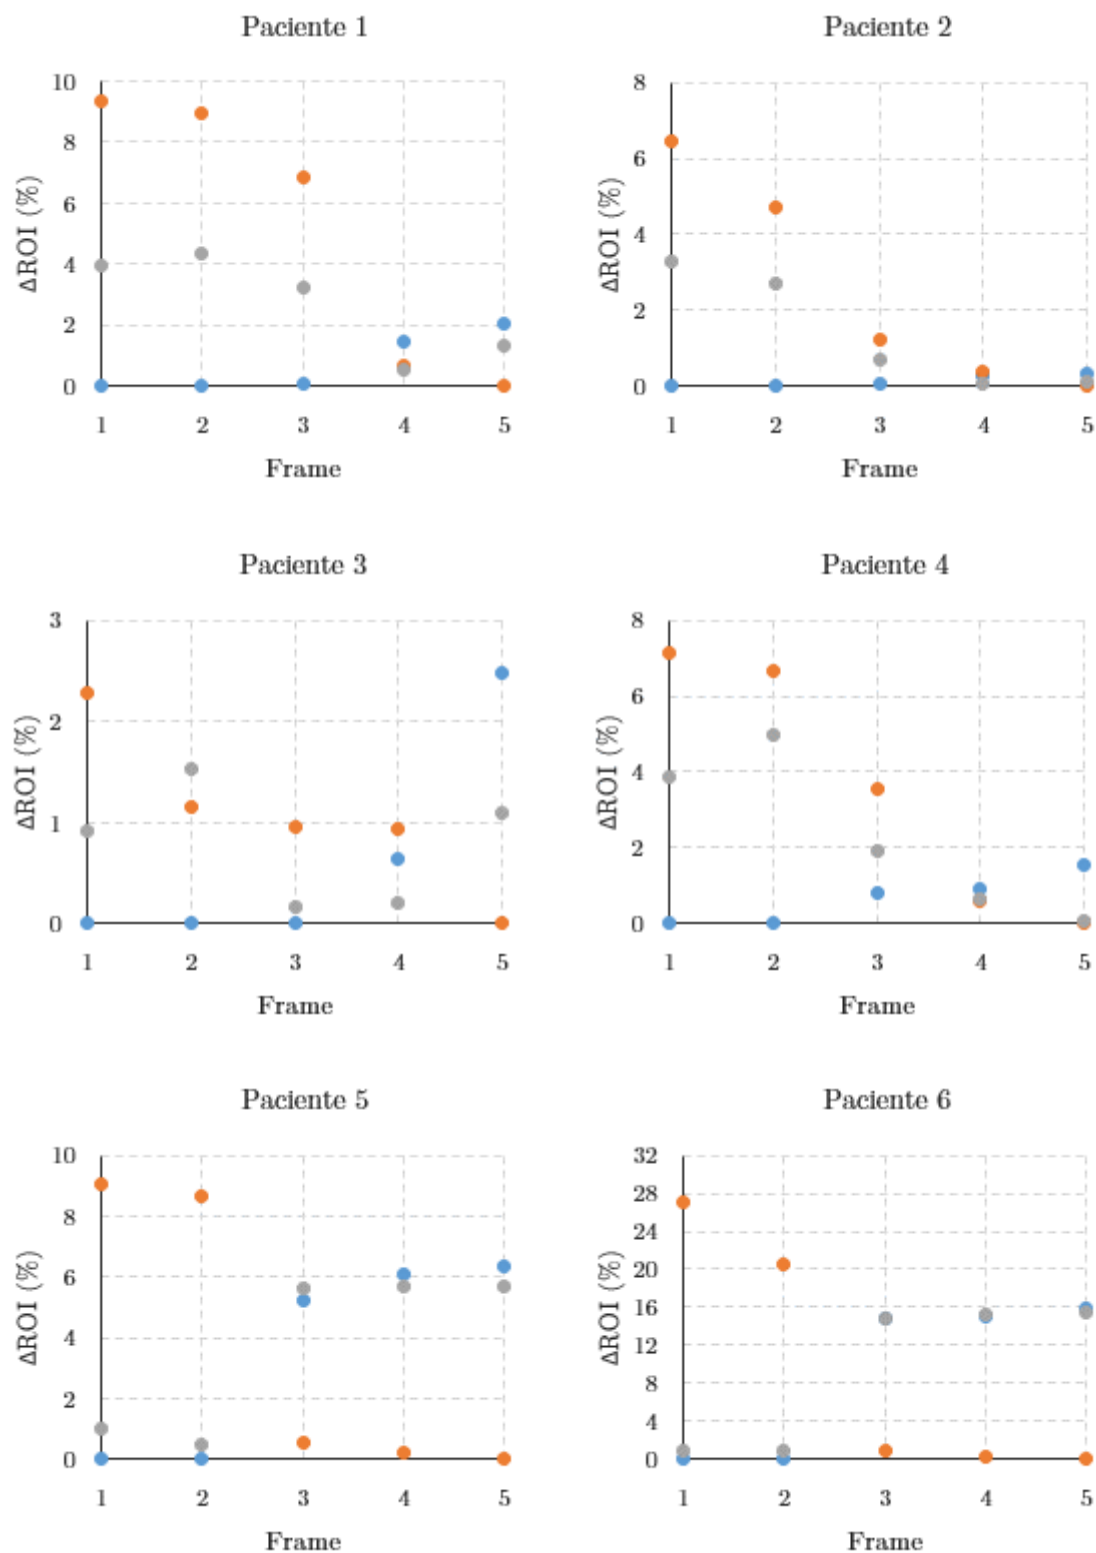 Paciente 1
10
8
6
4
2
0
ΔROI (%)
1 2 3 4 5
Frame
Paciente 2
8
6
4
2
0
ΔROI (%)
1 2 3 4 5
Frame
Paciente 3
3
2
1
0
ΔROI (%)
1 2 3 4 5
Frame
Paciente 4
8
6
4
2
0
ΔROI (%)
1 2 3 4 5
Frame
Paciente 5
10
8
6
4
2
0
ΔROI (%)
1 2 3 4 5
Frame
Paciente 6
32
28
24
20
16
12
8
4
0
ΔROI (%)
1 2 3 4 5
Frame